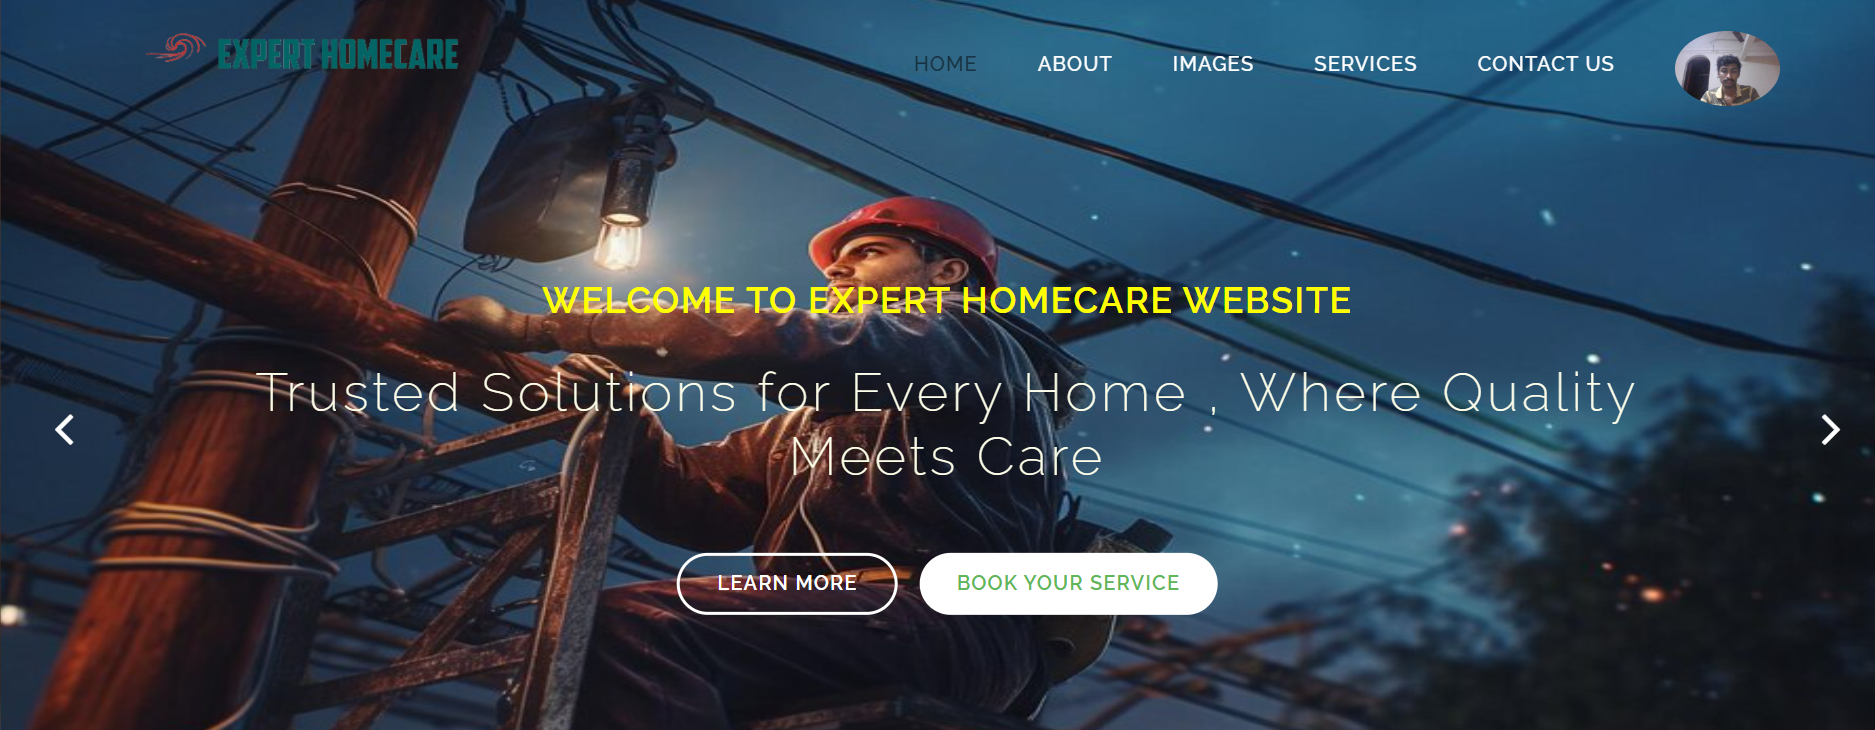 EXPERT HOMECARE
HOME ABOUT IMAGES SERVICES CONTACT US
WELCOME TO EXPERT HOMECARE WEBSITE
Trusted Solutions for Every Home , Where Quality
Meets Care
LEARN MORE BOOK YOUR SERVICE